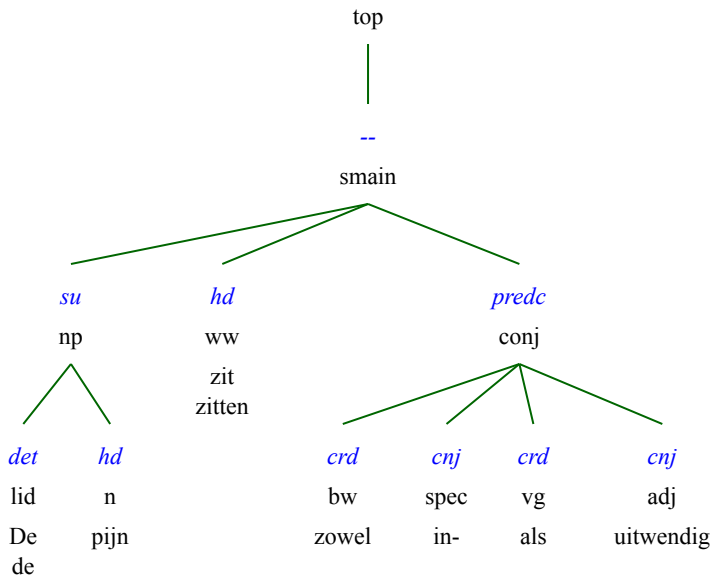 top
--
smain
su hd predc
np ww conj
zit
zitten
det hd crd cnj crd cnj
lid n bw spec vg adj
De pijn zowel in- als uitwendig
de